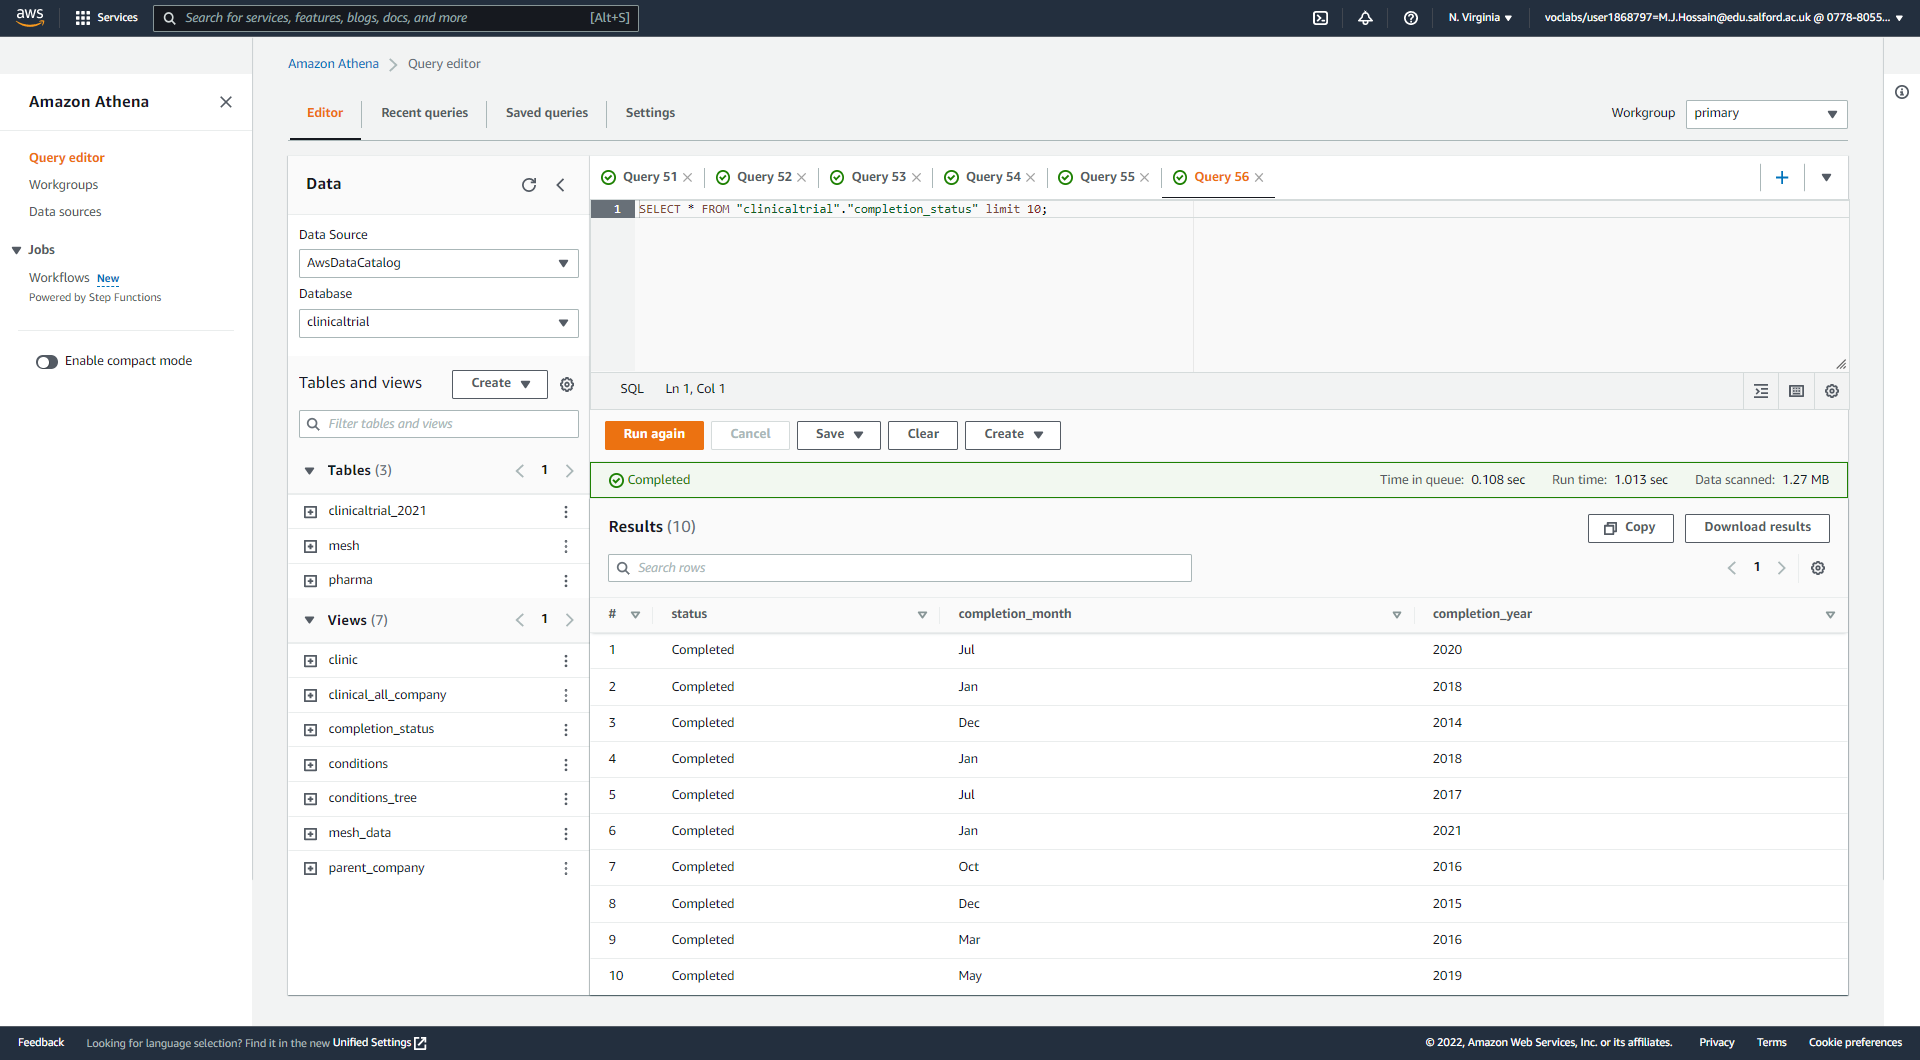 aws Services Search for services, features, blogs, docs, and more [Alt+S] N. Virginia voclabs/user1868797=M.J.Hossain@edu.salford.ac.uk @ 0778-8055...
Amazon Athena Query editor
Amazon Athena
Query editor
Workgroups
Data sources
Jobs
Workflows New
Powered by Step Functions
Enable compact mode
Editor Recent queries Saved queries Settings Workgroup primary
Data
Data Source
AwsDataCatalog
Database
clinicaltrial
Tables and views Create
Filter tables and views
Tables (3) 1
clinicaltrial_2021
mesh
pharma
Views (7) 1
clinic
clinical_all_company
completion_status
conditions
conditions_tree
mesh_data
parent_company
Query 51 Query 52 Query 53 Query 54 Query 55 Query 56
1 SELECT * FROM "clinicaltrial"."completion_status" limit 10;
SQL Ln 1, Col 1
Run again Cancel Save Clear Create
Completed Time in queue: 0.108 sec Run time: 1.013 sec Data scanned: 1.27 MB
Results (10) Copy Download results
Search rows 1
# status completion_month completion_year
1 Completed Jul 2020
2 Completed Jan 2018
3 Completed Dec 2014
4 Completed Jan 2018
5 Completed Jul 2017
6 Completed Jan 2021
7 Completed Oct 2016
8 Completed Dec 2015
9 Completed Mar 2016
10 Completed May 2019
Feedback Looking for language selection? Find it in the new Unified Settings © 2022, Amazon Web Services, Inc. or its affiliates. Privacy Terms Cookie preferences